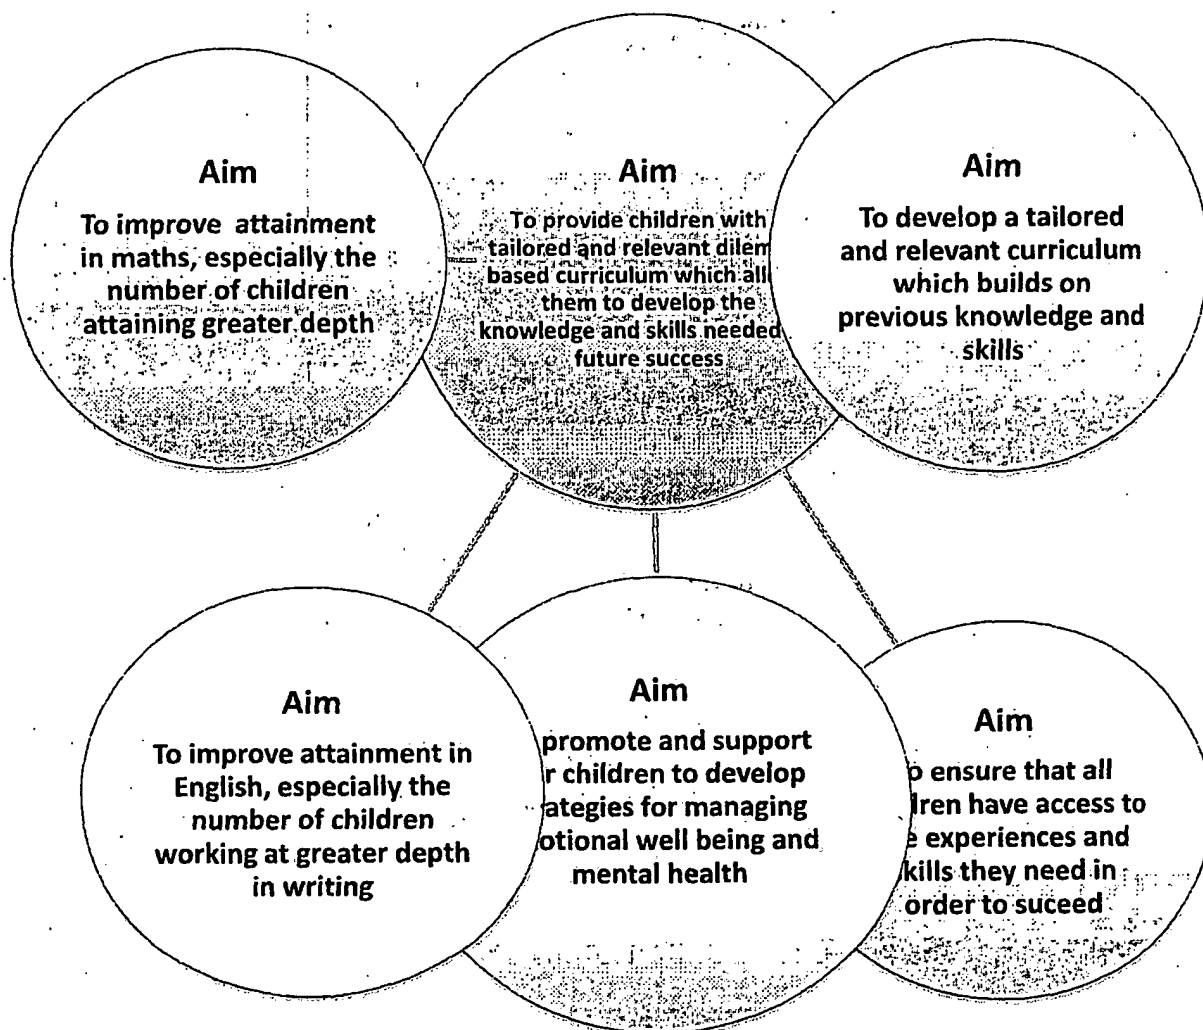 Aim
To improve attainment
in maths, especially the
number of children
attaining greater depth
Aim
To provide children with
tailored and relevant dilem
based curriculum which all
them to develop the
knowledge and skills needed
future success
Aim
To develop a tailored
and relevant curriculum
which builds on
previous knowledge and
skills
Aim
To improve attainment in
English, especially the
number of children
working at greater depth
in writing
Aim
promote and support
r children to develop
rategies for managing
otional well being and
mental health
Aim
o ensure that all
ldren have access to
e experiences and
kills they need in
order to suceed